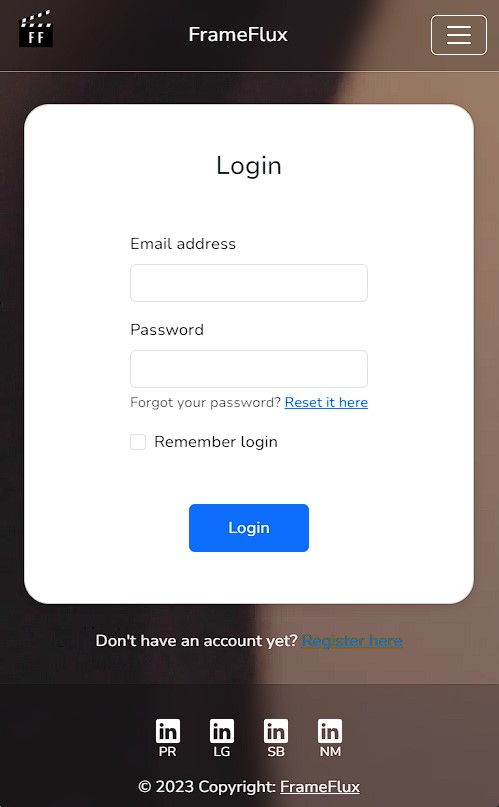 FF
FrameFlux
Login
Email address
Password
Forgot your password? Reset it here
Remember login
Login
Don't have an account yet? Register here
in in in in
PR LG SB NM
© 2023 Copyright: FrameFlux